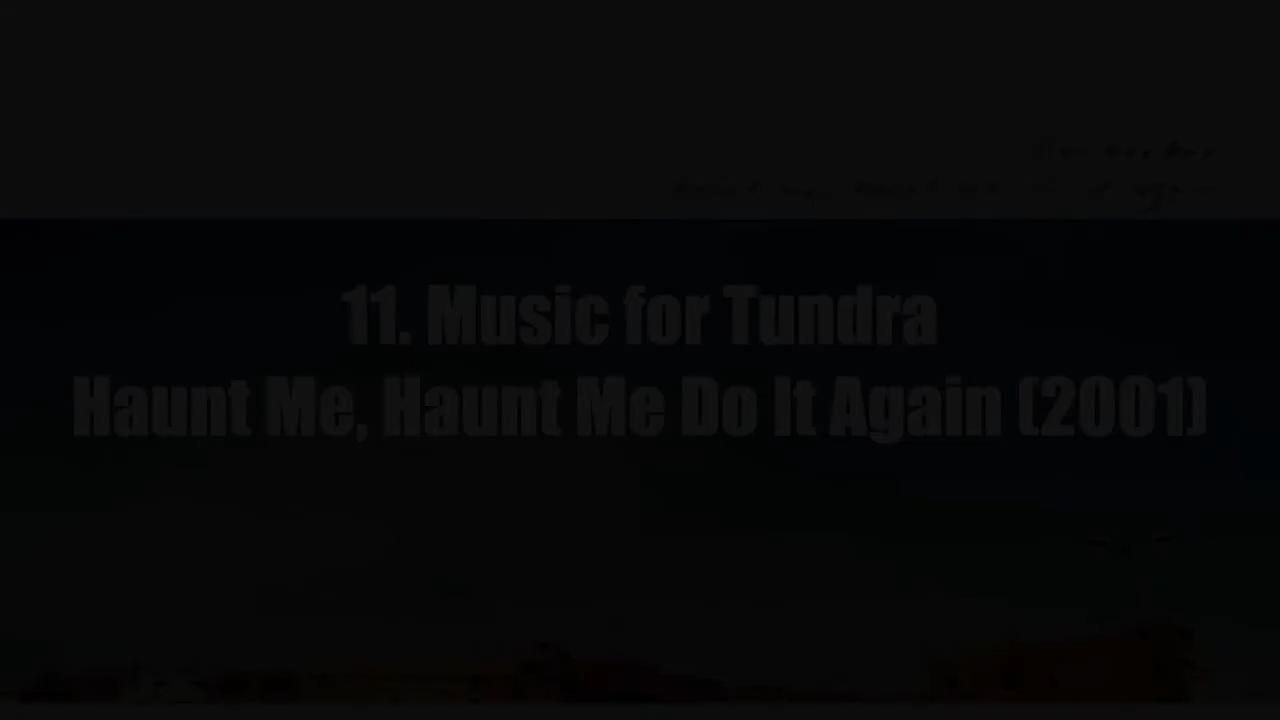 11. Music for Tundra
Haunt Me, Haunt Me Do It Again (2001)